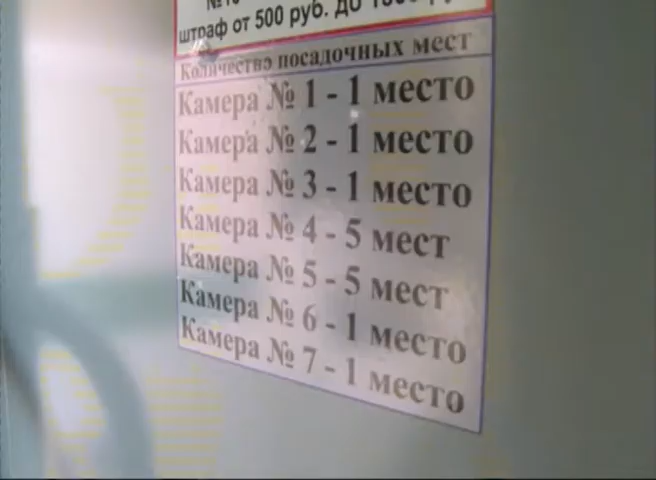 штраф от 500 руб. до
Количество посадочных мест
Камера № 1 - 1 место
Камера № 2 - 1 место
Камера № 3 - 1 место
Камера № 4 - 5 мест
Камера № 5 - 5 мест
Камера № 6 - 1 место
Камера № 7 - 1 место